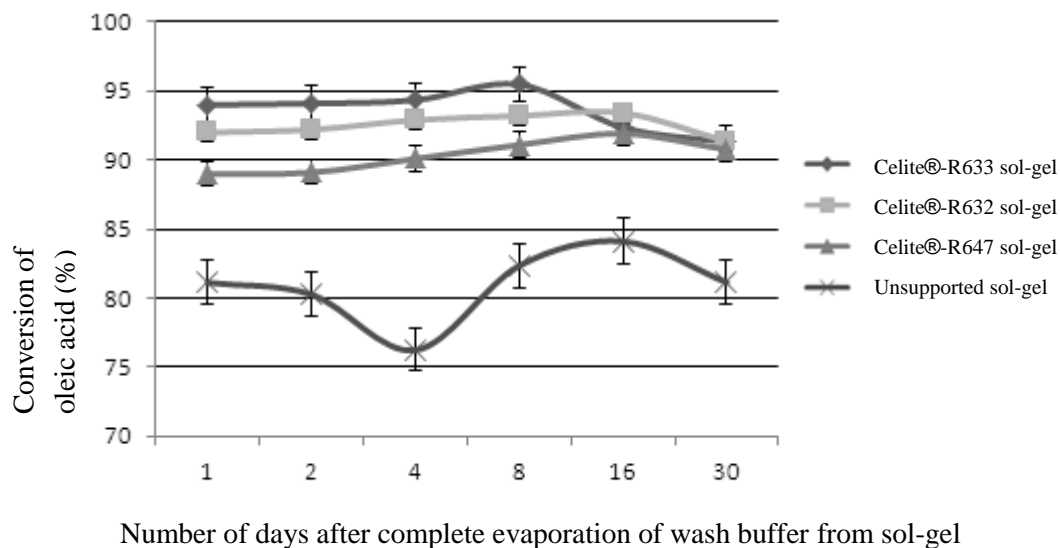 100
95
90
85
80
75
70
Conversion of
oleic acid (%)
1 2 4 8 16 30
Number of days after complete evaporation of wash buffer from sol-gel
Celite®-R633 sol-gel
Celite®-R632 sol-gel
Celite®-R647 sol-gel
Unsupported sol-gel